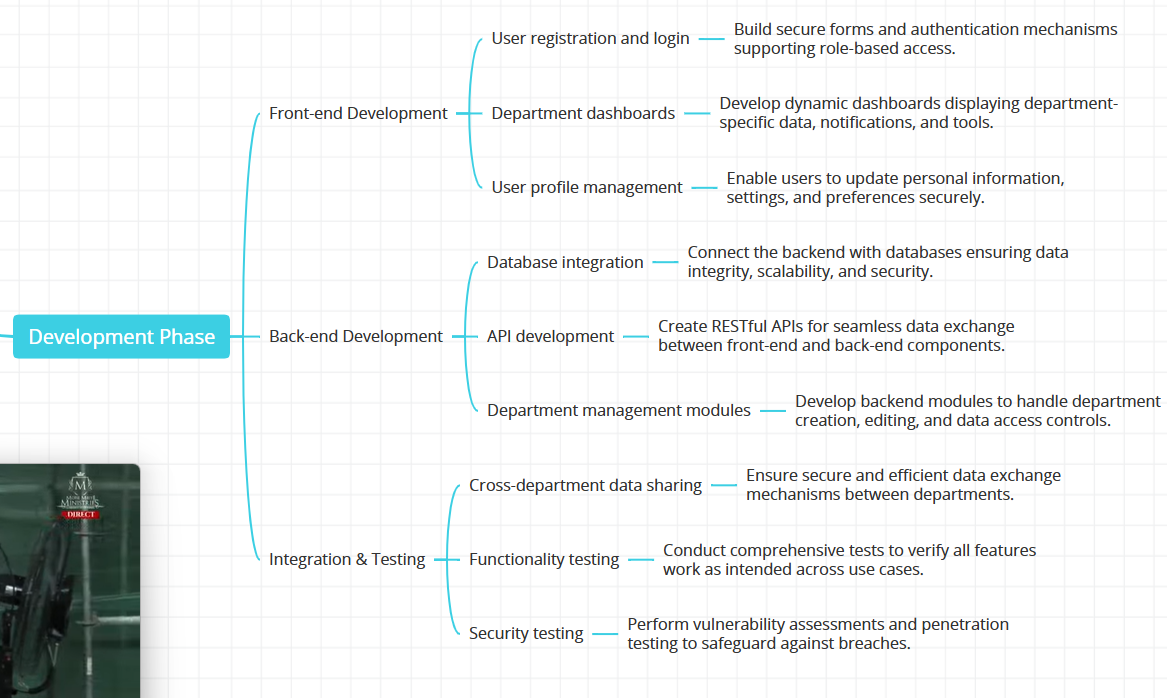 User registration and login
Build secure forms and authentication mechanisms
supporting role-based access.
Front-end Development
Department dashboards
Develop dynamic dashboards displaying department-
specific data, notifications, and tools.
User profile management
Enable users to update personal information,
settings, and preferences securely.
Database integration
Connect the backend with databases ensuring data
integrity, scalability, and security.
Development Phase
Back-end Development
API development
Create RESTful APIs for seamless data exchange
between front-end and back-end components.
Department management modules
Develop backend modules to handle department
creation, editing, and data access controls.
Cross-department data sharing
Ensure secure and efficient data exchange
mechanisms between departments.
Integration & Testing
Functionality testing
Conduct comprehensive tests to verify all features
work as intended across use cases.
Security testing
Perform vulnerability assessments and penetration
testing to safeguard against breaches.
M
MINISTRIES
DIRECT